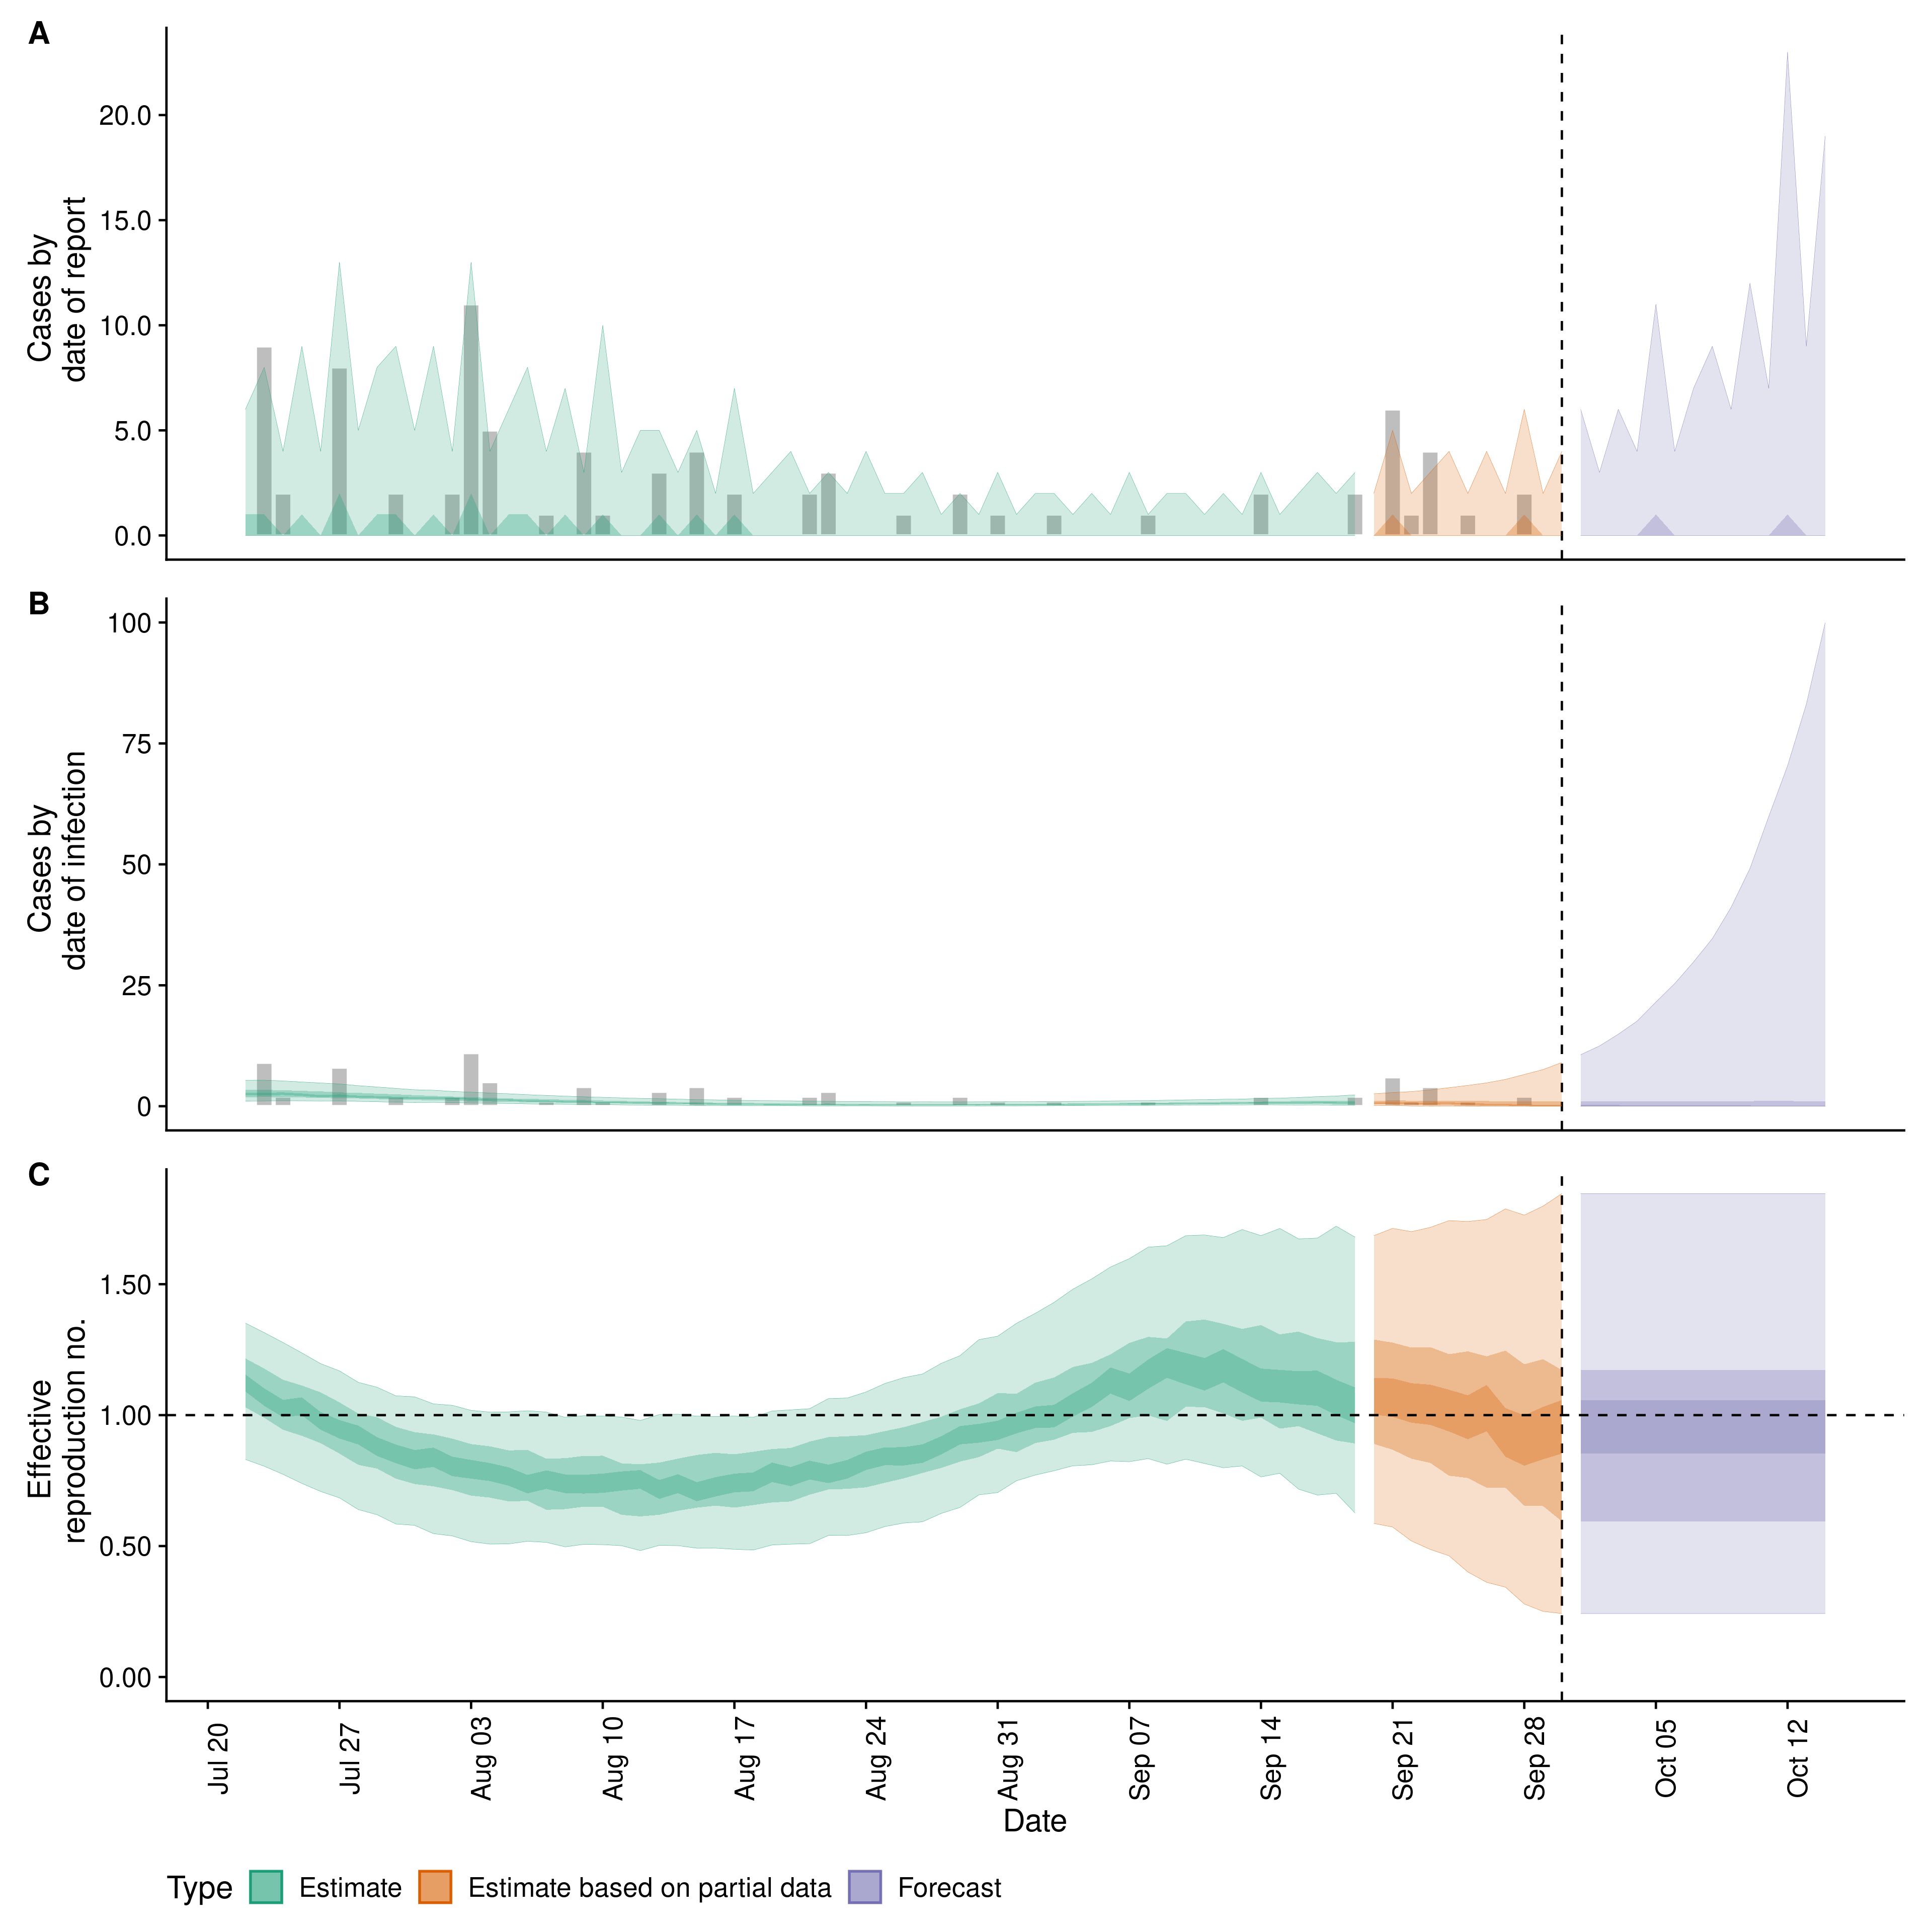 A
Cases by
date of report
20.0
15.0
10.0
5.0
0.0
B
Cases by
date of infection
100
75
50
25
0
C
Effective
reproduction no.
1.50
1.00
0.50
0.00
Jul 20
Jul 27
Aug 03
Aug 10
Aug 17
Aug 24
Aug 31
Sep 07
Sep 14
Sep 21
Sep 28
Oct 05
Oct 12
Date
Type Estimate Estimate based on partial data Forecast